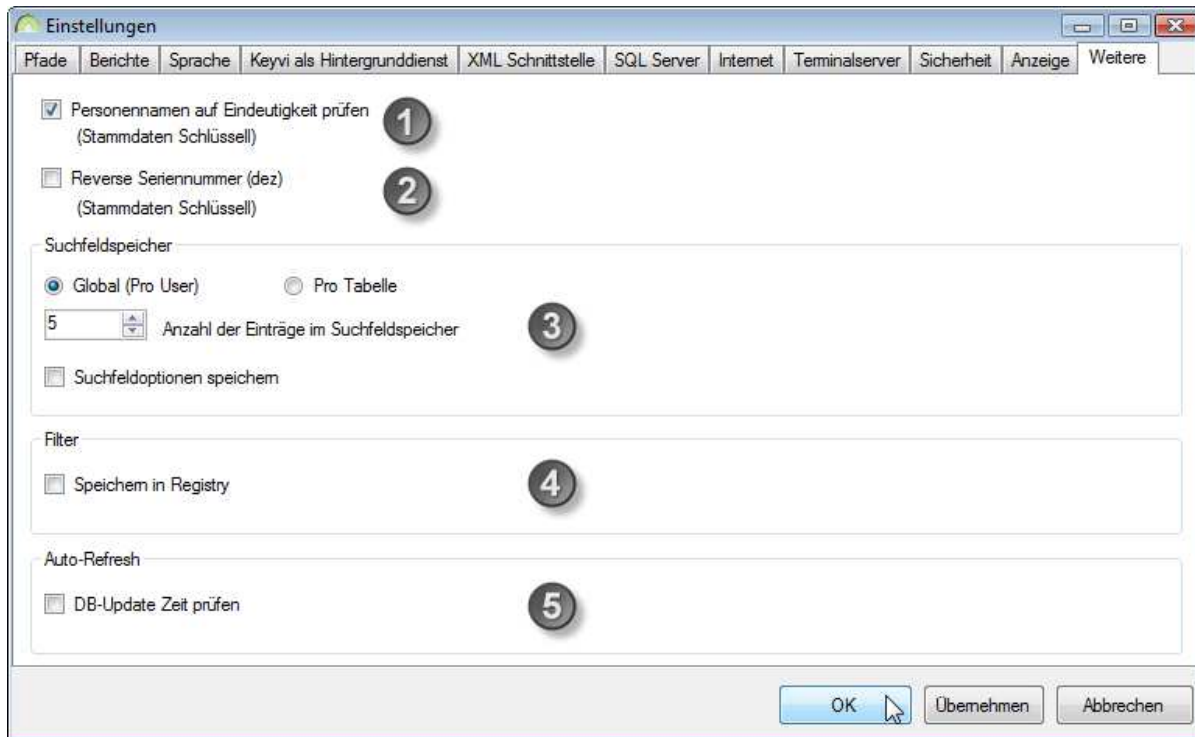 Einstellungen
Pfade Berichte Sprache Keyvi als Hintergrunddienst XML Schnittstelle SQL Server Internet Terminalserver Sicherheit Anzeige Weitere
Personennamen auf Eindeutigkeit prüfen
(Stammdaten Schlüssell)
1
Reverse Seriennummer (dez)
(Stammdaten Schlüssell)
2
Suchfeldspeicher
Global (Pro User) Pro Tabelle
5 Anzahl der Einträge im Suchfeldspeicher
3
Suchfeldoptionen speichern
Filter
Speichern in Registry
4
Auto-Refresh
DB-Update Zeit prüfen
5
OK Übernehmen Abbrechen